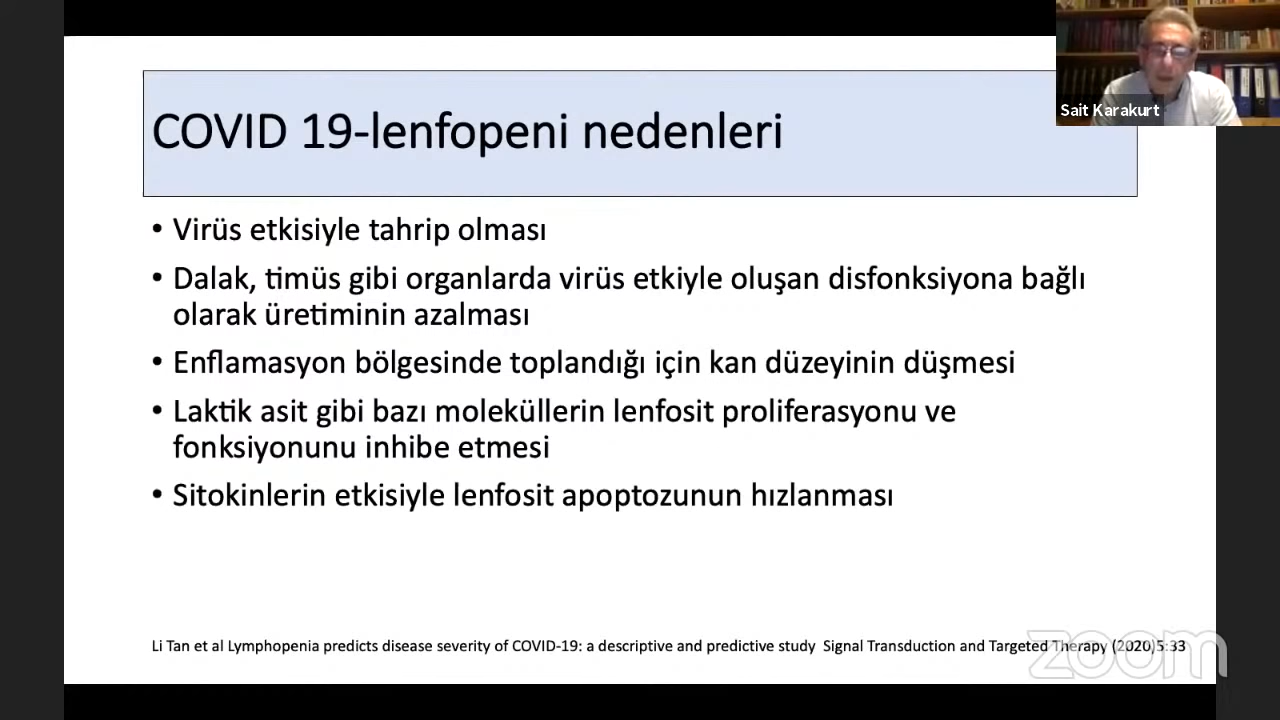 COVID 19-lenfopeni nedenleri
Sait Karakurt
• Virüs etkisiyle tahrip olması
• Dalak, timüs gibi organlarda virüs etkiyle oluşan disfonksiyona bağlı
olarak üretiminin azalması
• Enflamasyon bölgesinde toplandığı için kan düzeyinin düşmesi
• Laktik asit gibi bazı moleküllerin lenfosit proliferasyonu ve
fonksiyonunu inhibe etmesi
• Sitokinlerin etkisiyle lenfosit apoptozunun hızlanması
Li Tan et al Lymphopenia predicts disease severity of COVID-19: a descriptive and predictive study Signal Transduction and Targeted Therapy (2020)5:33
zoom